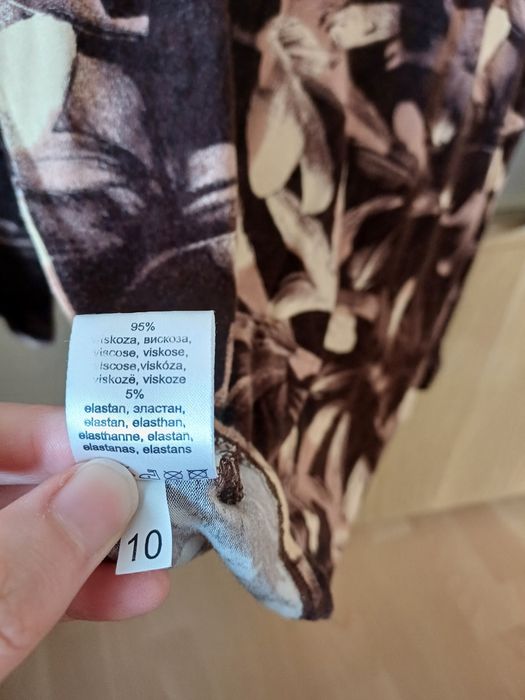 95%
viskoza, вискоза,
viscose, viskose,
viscose,viskóza,
viskozë, viskoze
5%
elastan, эластан,
elastan, elasthan,
elasthanne, elastan,
elastanas, elastans
10